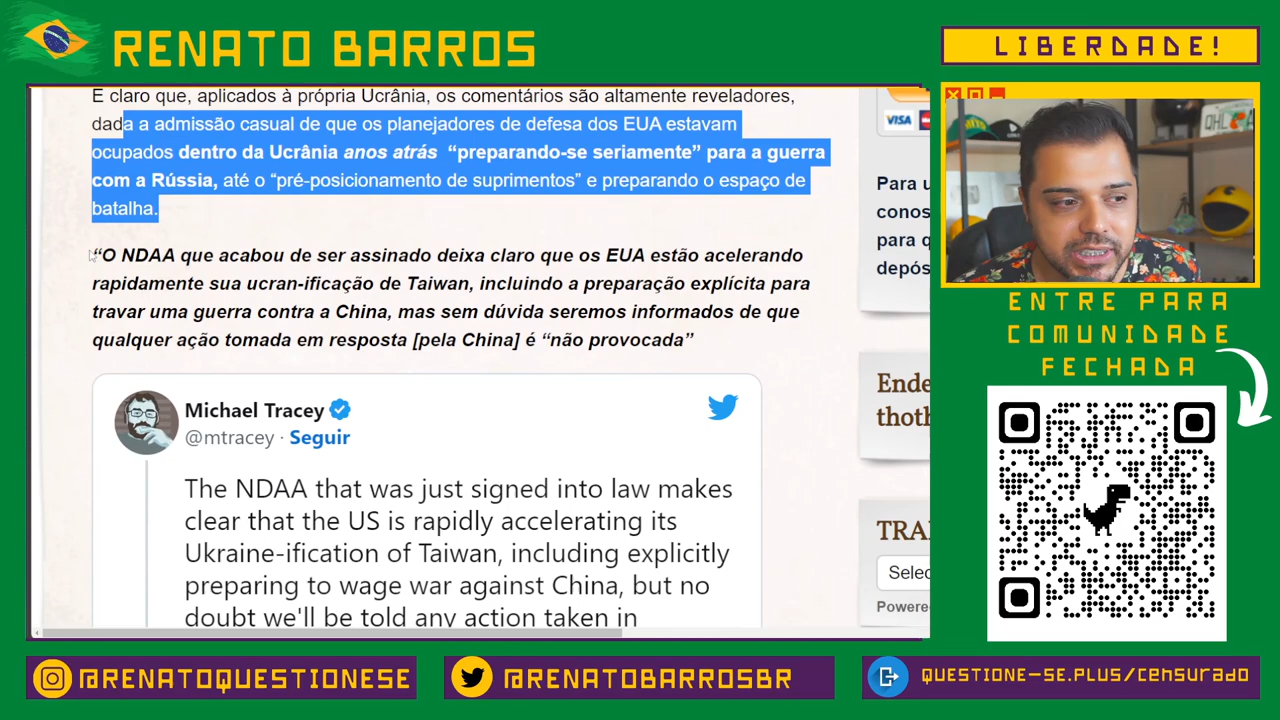 RENATO BARROS
LIBERDADE!
E claro que, aplicados à própria Ucrânia, os comentários são altamente reveladores,
dada a admissão casual de que os planejadores de defesa dos EUA estavam
ocupados dentro da Ucrânia anos atrás “preparando-se seriamente” para a guerra
com a Rússia, até o “pré-posicionamento de suprimentos” e preparando o espaço de
batalha.
“O NDAA que acabou de ser assinado deixa claro que os EUA estão acelerando
rapidamente sua ucran-ificação de Taiwan, incluindo a preparação explícita para
travar uma guerra contra a China, mas sem dúvida seremos informados de que
qualquer ação tomada em resposta [pela China] é “não provocada”
Michael Tracey
@mtracey · Seguir
The NDAA that was just signed into law makes
clear that the US is rapidly accelerating its
Ukraine-ification of Taiwan, including explicitly
preparing to wage war against China, but no
doubt we'll be told any action taken in
VISA
Para u
conos
para q
depós
Ende
thoth
TRA
Selec
Powere
ENTRE PARA
COMUNIDADE
FECHADA
@RENATOQUESTIONESE
@RENATOBARROSBR
QUESTIONE-SE.PLUS/censurado